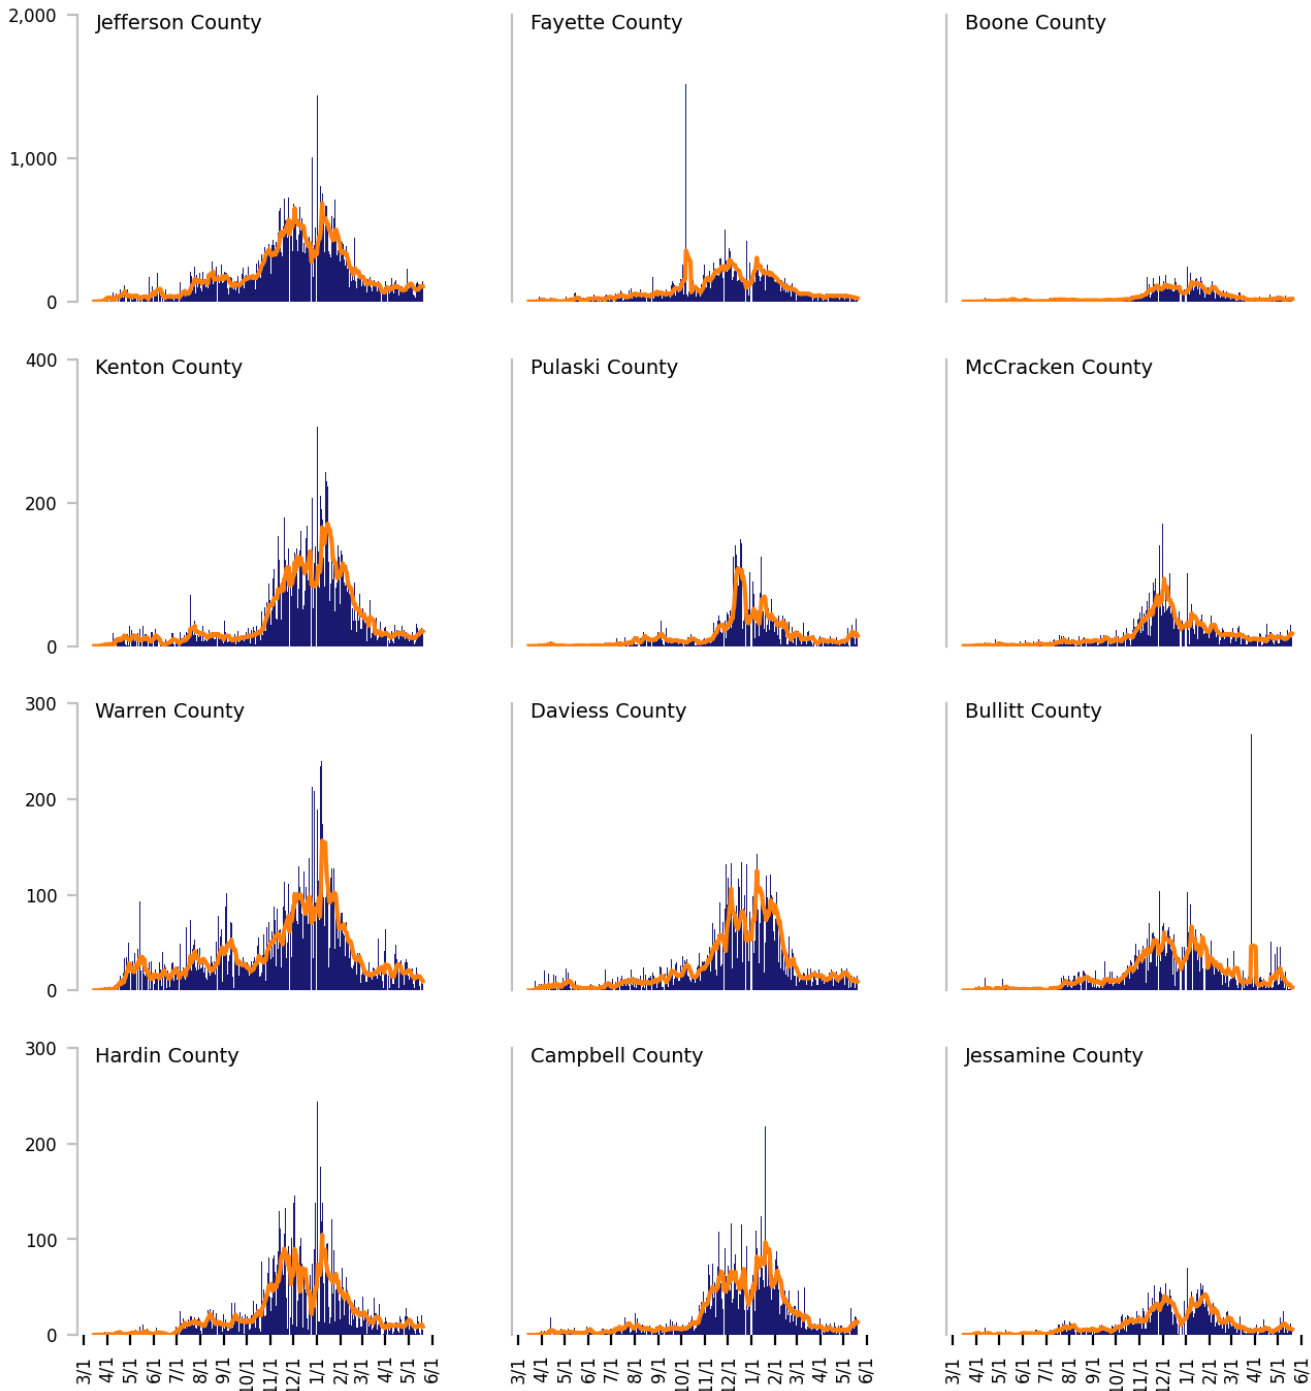 2,000
Jefferson County
Fayette County
Boone County
1,000
0
400
Kenton County
Pulaski County
McCracken County
200
0
300
Warren County
Daviess County
Bullitt County
200
100
0
300
Hardin County
Campbell County
Jessamine County
200
100
0
3/1 4/1 5/1 6/1 7/1 8/1 9/1 10/1 11/1 12/1 1/1 2/1 3/1 4/1 5/1 6/1
3/1 4/1 5/1 6/1 7/1 8/1 9/1 10/1 11/1 12/1 1/1 2/1 3/1 4/1 5/1 6/1
3/1 4/1 5/1 6/1 7/1 8/1 9/1 10/1 11/1 12/1 1/1 2/1 3/1 4/1 5/1 6/1